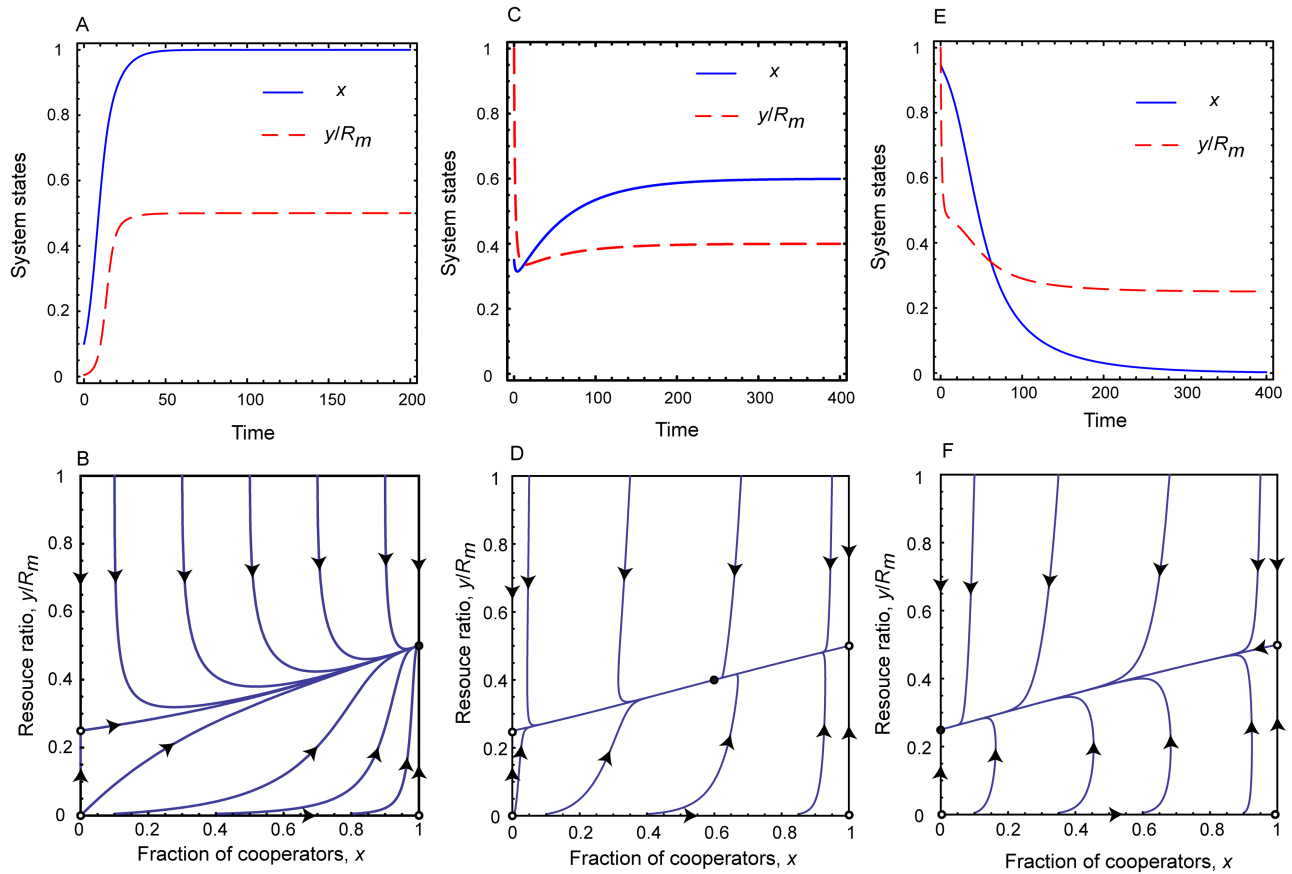 A
System states
1
0.8
0.6
0.4
0.2
0
x
y/Rm
0
50
100
150
200
Time
C
System states
1
0.8
0.6
0.4
0.2
0
x
y/Rm
0
100
200
300
400
Time
E
System states
1
0.8
0.6
0.4
0.2
0
x
y/Rm
0
100
200
300
400
Time
B
Resouce ratio, y/Rm
1
0.8
0.6
0.4
0.2
0
0
0.2
0.4
0.6
0.8
1
Fraction of cooperators, x
D
Resouce ratio, y/Rm
1
0.8
0.6
0.4
0.2
0
0
0.2
0.4
0.6
0.8
1
Fraction of cooperators, x
F
Resouce ratio, y/Rm
1
0.8
0.6
0.4
0.2
0
0
0.2
0.4
0.6
0.8
1
Fraction of cooperators, x